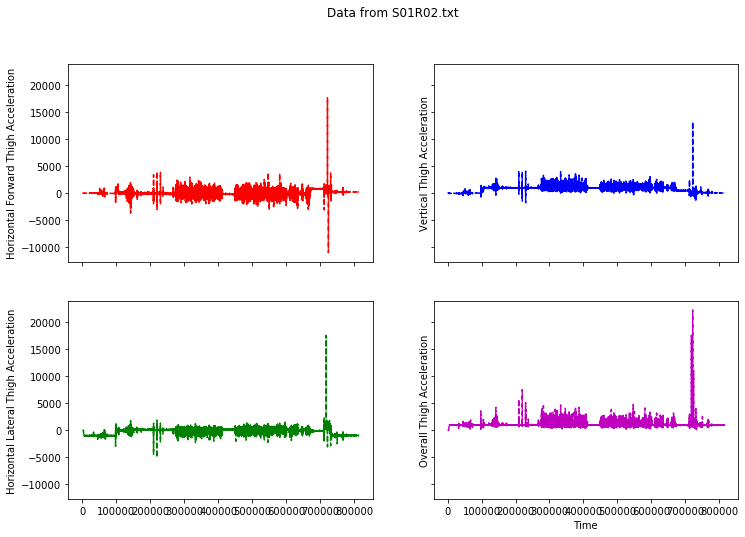 Data from S01R02.txt
Horizontal Forward Thigh Acceleration
20000
15000
10000
5000
0
−5000
−10000
Vertical Thigh Acceleration
Horizontal Lateral Thigh Acceleration
20000
15000
10000
5000
0
−5000
−10000
0 100000 200000 300000 400000 500000 600000 700000 800000
Overall Thigh Acceleration
0 100000 200000 300000 400000 500000 600000 700000 800000
Time